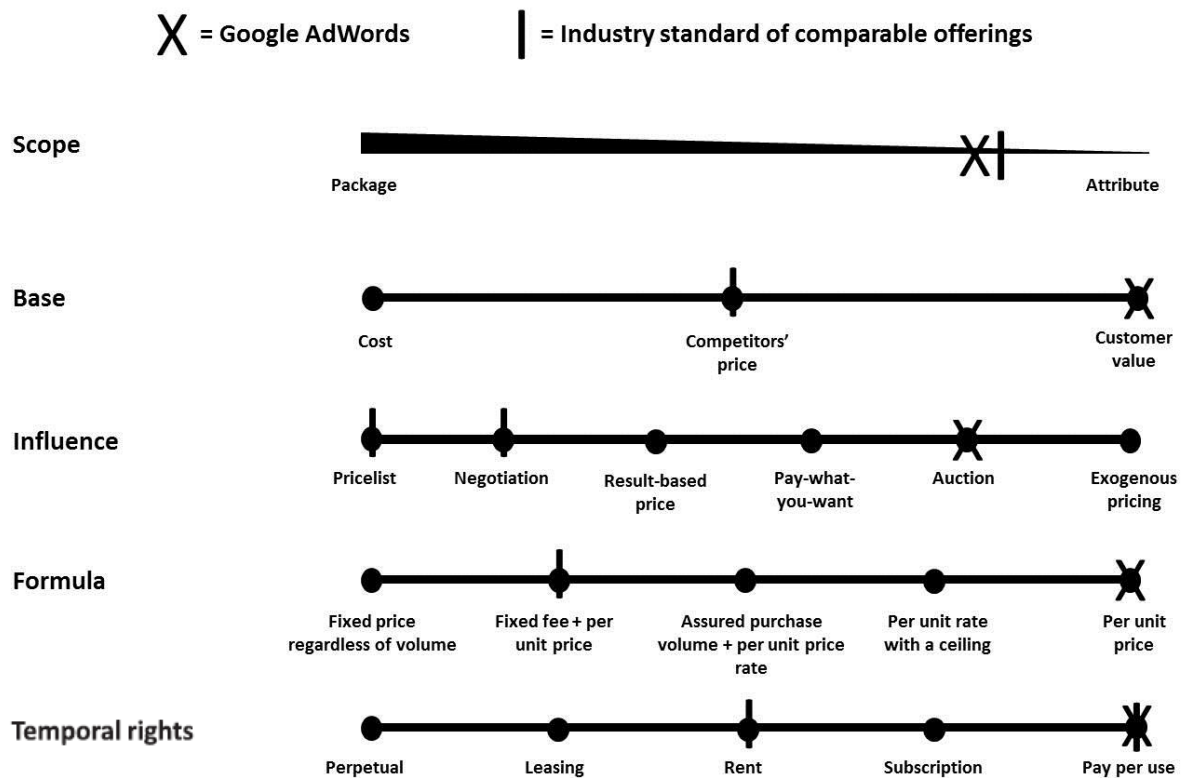 X = Google AdWords | = Industry standard of comparable offerings
Scope
Package Attribute
Base
Cost Competitors' Customer
price value
Influence
Pricelist Negotiation Result-based Pay-what- Auction Exogenous
price you-want pricing
Formula
Fixed price Fixed fee + per Assured purchase Per unit rate Per unit
regardless of volume unit price volume + per unit price with a ceiling price
rate
Temporal rights
Perpetual Leasing Rent Subscription Pay per use